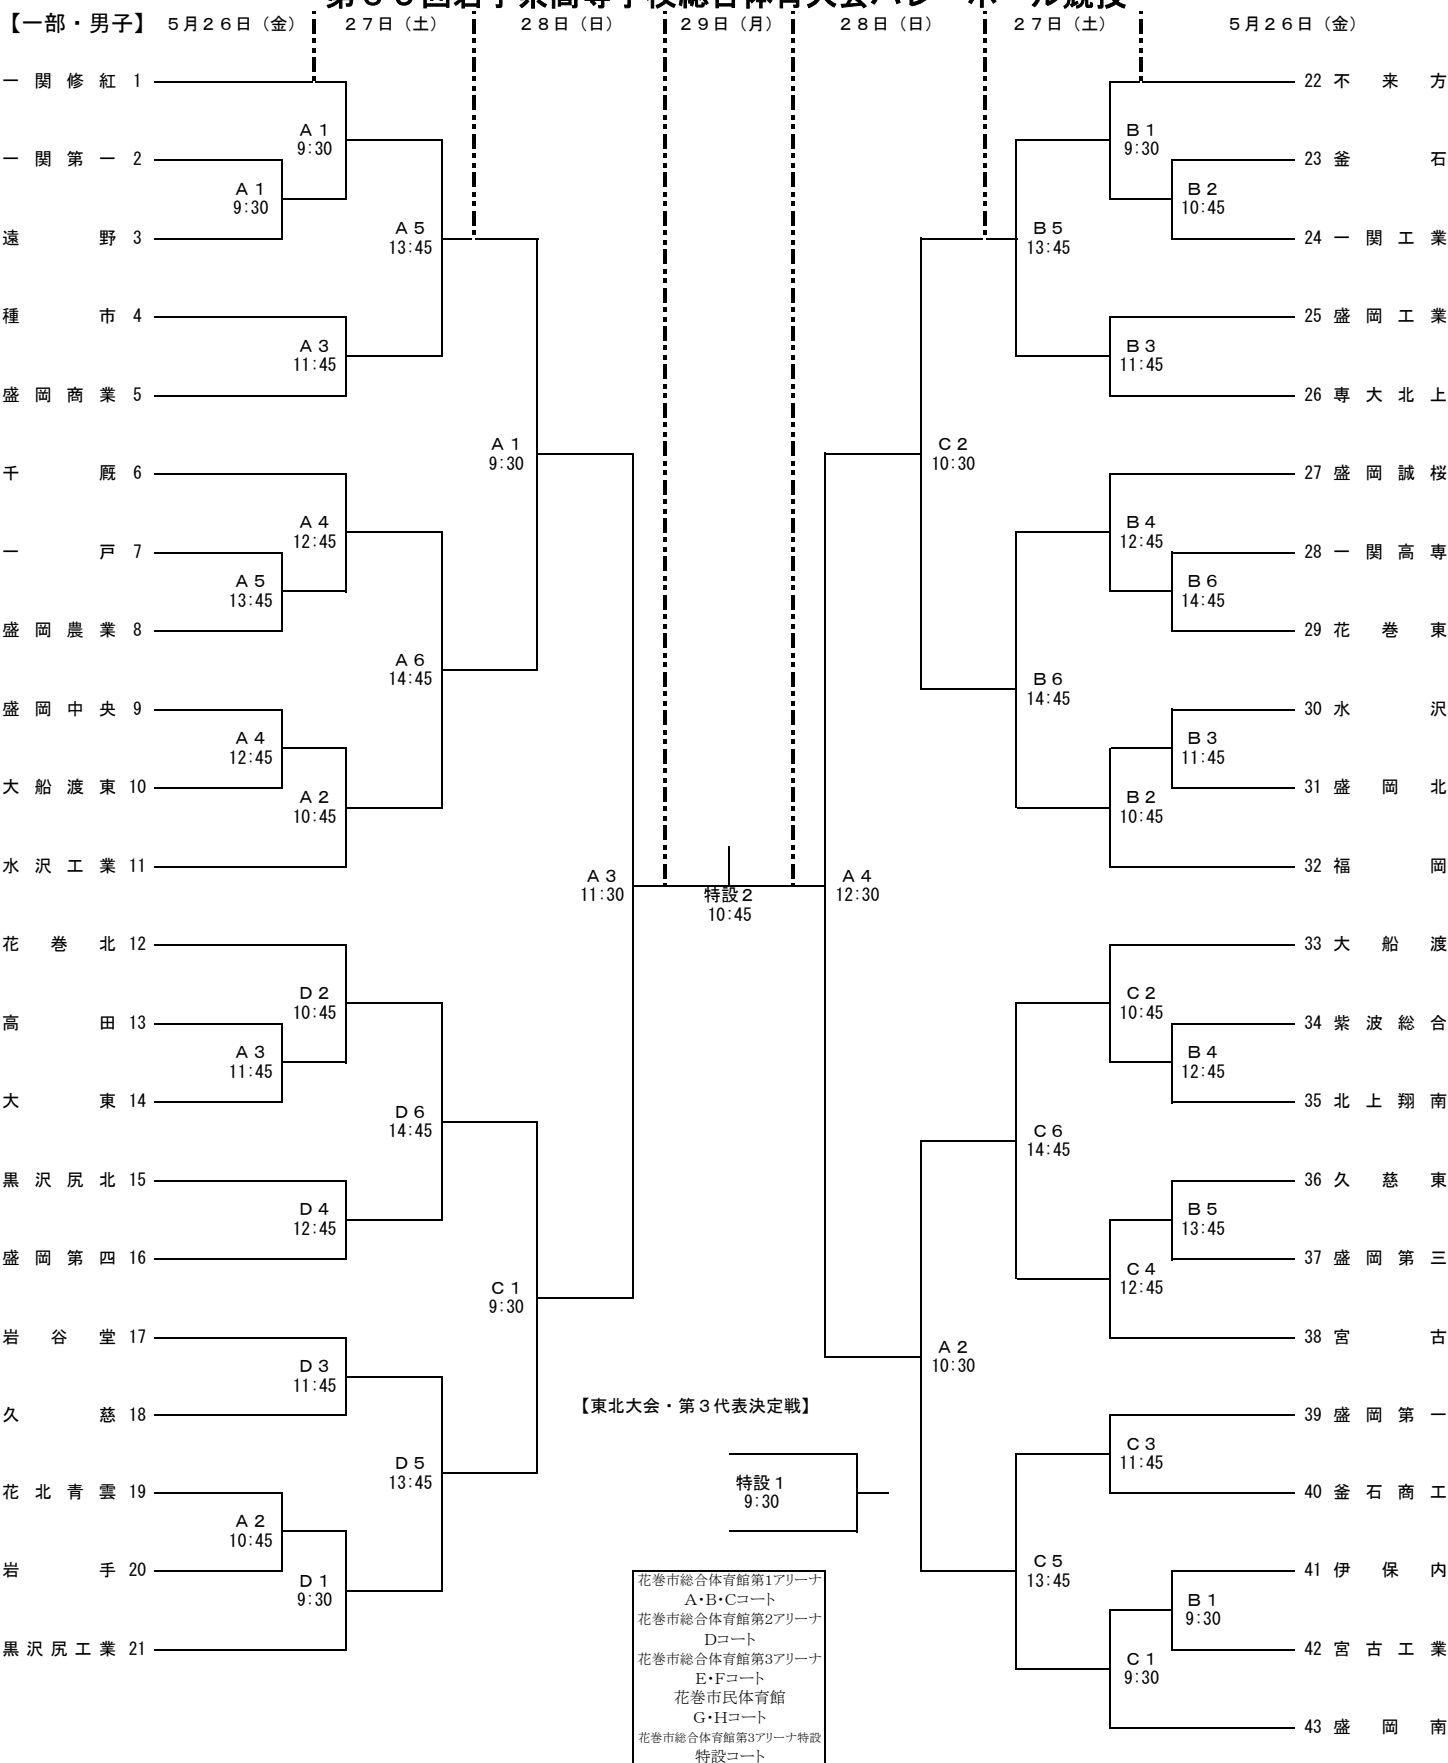 岩手県高等学校総合体育大会バレーボール競技
【一部・男子】 5月26日(金) 27日(土) 28日(日) 29日(月) 28日(日) 27日(土) 5月26日(金)
一関修紅 1
一関第一 2
遠野 3
種市 4
盛岡商業 5
千厩 6
一戸 7
盛岡農業 8
盛岡中央 9
大船渡東 10
水沢工業 11
花巻北 12
高田 13
大東 14
黒沢尻北 15
盛岡第四 16
岩谷堂 17
久慈 18
花北青雲 19
岩手 20
黒沢尻工業 21
A1
9:30
A5
13:45
A4
12:45
A3
11:45
A2
10:45
A1
9:30
A3
11:45
A4
12:45
A2
10:45
D2
10:45
D4
12:45
D3
11:45
D1
9:30
A5
13:45
A6
14:45
D6
14:45
D5
13:45
A1
9:30
C1
9:30
A3
11:30
特設2
10:45
A4
12:30
C2
10:30
A2
10:30
B5
13:45
B6
14:45
C6
14:45
C5
13:45
B1
9:30
B3
11:45
B4
12:45
B2
10:45
C2
10:45
C4
12:45
C3
11:45
C1
9:30
B2
10:45
B6
14:45
B3
11:45
B4
12:45
B5
13:45
B1
9:30
22 不来方
23 釜石
24 一関工業
25 盛岡工業
26 専大北上
27 盛岡誠桜
28 一関高専
29 花巻東
30 水沢
31 盛岡北
32 福岡
33 大船渡
34 紫波総合
35 北上翔南
36 久慈東
37 盛岡第三
38 宮古
39 盛岡第一
40 釜石商工
41 伊保内
42 宮古工業
43 盛岡南
【東北大会・第3代表決定戦】
特設1
9:30
花巻市総合体育館第1アリーナ
A・B・Cコート
花巻市総合体育館第2アリーナ
Dコート
花巻市総合体育館第3アリーナ
E・Fコート
花巻市民体育館
G・Hコート
花巻市総合体育館第3アリーナ特設
特設コート